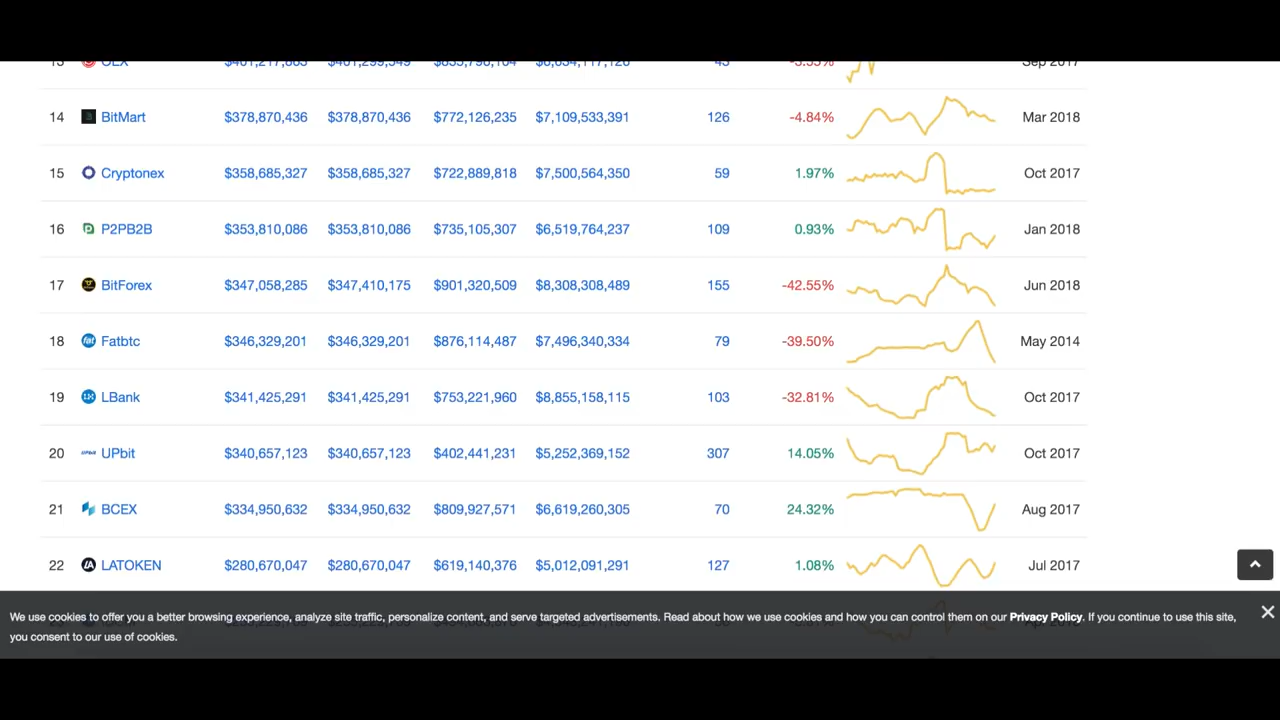 14 BitMart $378,870,436 $378,870,436 $772,126,235 $7,109,533,391 126 -4.84% Mar 2018
15 Cryptonex $358,685,327 $358,685,327 $722,889,818 $7,500,564,350 59 1.97% Oct 2017
16 P2PB2B $353,810,086 $353,810,086 $735,105,307 $6,519,764,237 109 0.93% Jan 2018
17 BitForex $347,058,285 $347,410,175 $901,320,509 $8,308,308,489 155 -42.55% Jun 2018
18 Fatbtc $346,329,201 $346,329,201 $876,114,487 $7,496,340,334 79 -39.50% May 2014
19 LBank $341,425,291 $341,425,291 $753,221,960 $8,855,158,115 103 -32.81% Oct 2017
20 UPbit $340,657,123 $340,657,123 $402,441,231 $5,252,369,152 307 14.05% Oct 2017
21 BCEX $334,950,632 $334,950,632 $809,927,571 $6,619,260,305 70 24.32% Aug 2017
22 LATOKEN $280,670,047 $280,670,047 $619,140,376 $5,012,091,291 127 1.08% Jul 2017
We use cookies to offer you a better browsing experience, analyze site traffic, personalize content, and serve targeted advertisements. Read about how we use cookies and how you can control them on our Privacy Policy. If you continue to use this site,
you consent to our use of cookies.